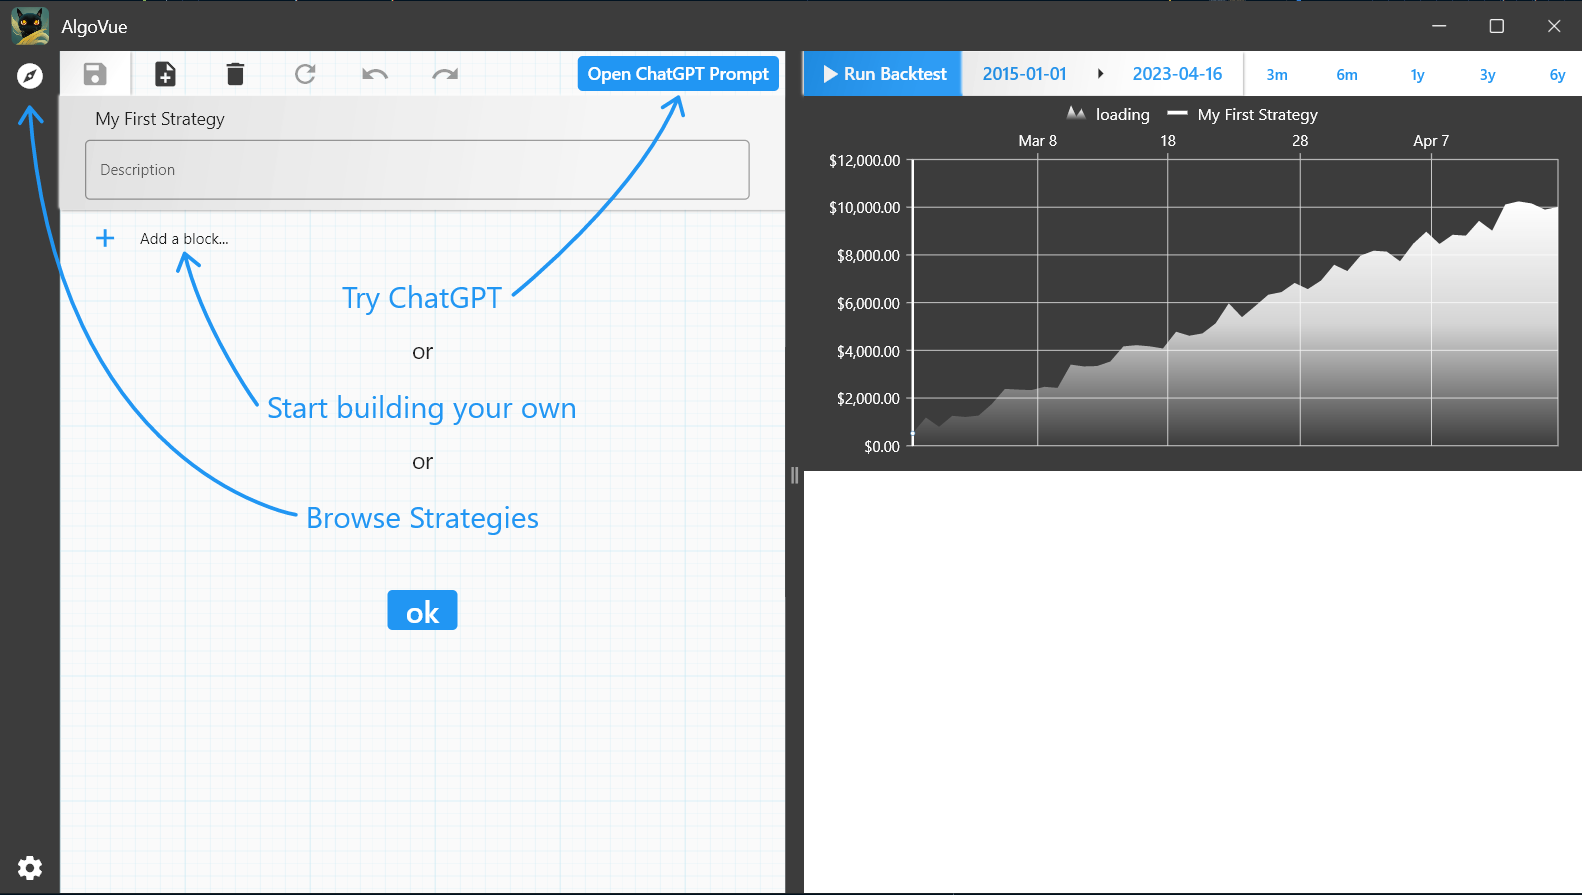 AlgoVue
Open ChatGPT Prompt
My First Strategy
Description
Add a block...
Try ChatGPT
or
Start building your own
or
Browse Strategies
ok
Run Backtest
2015-01-01
2023-04-16
3m
6m
1y
3y
6y
loading
My First Strategy
Mar 8
18
28
Apr 7
$12,000.00
$10,000.00
$8,000.00
$6,000.00
$4,000.00
$2,000.00
$0.00